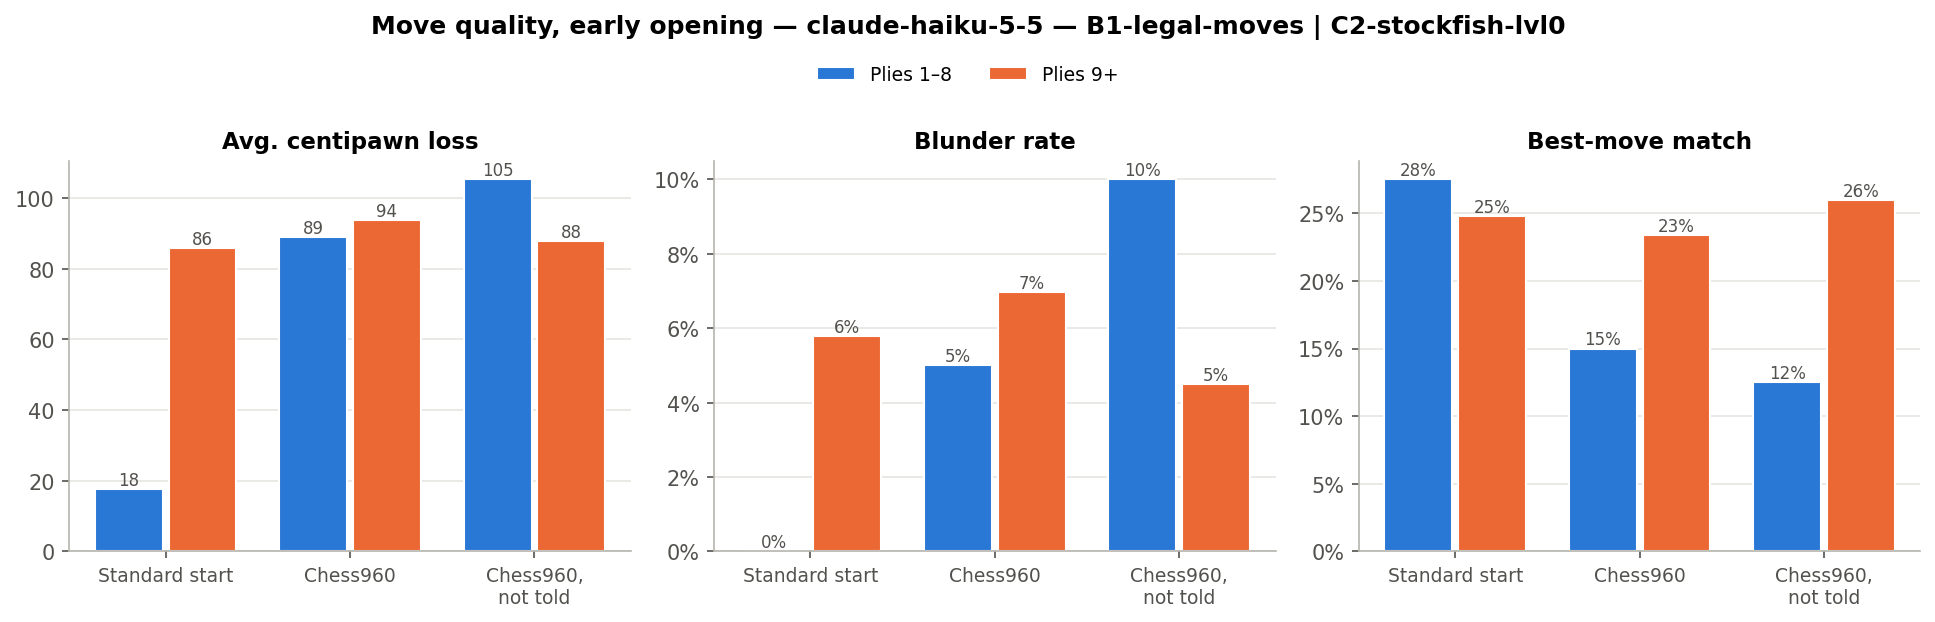 Move quality, early opening — claude-haiku-5-5 — B1-legal-moves | C2-stockfish-lvl0
Plies 1–8 Plies 9+
Avg. centipawn loss
100
80
60
40
20
0
18
86
89
94
105
88
Standard start
Chess960
Chess960,
not told
Blunder rate
10%
8%
6%
4%
2%
0%
0%
6%
5%
7%
10%
5%
Standard start
Chess960
Chess960,
not told
Best-move match
25%
20%
15%
10%
5%
0%
28%
25%
15%
23%
12%
26%
Standard start
Chess960
Chess960,
not told